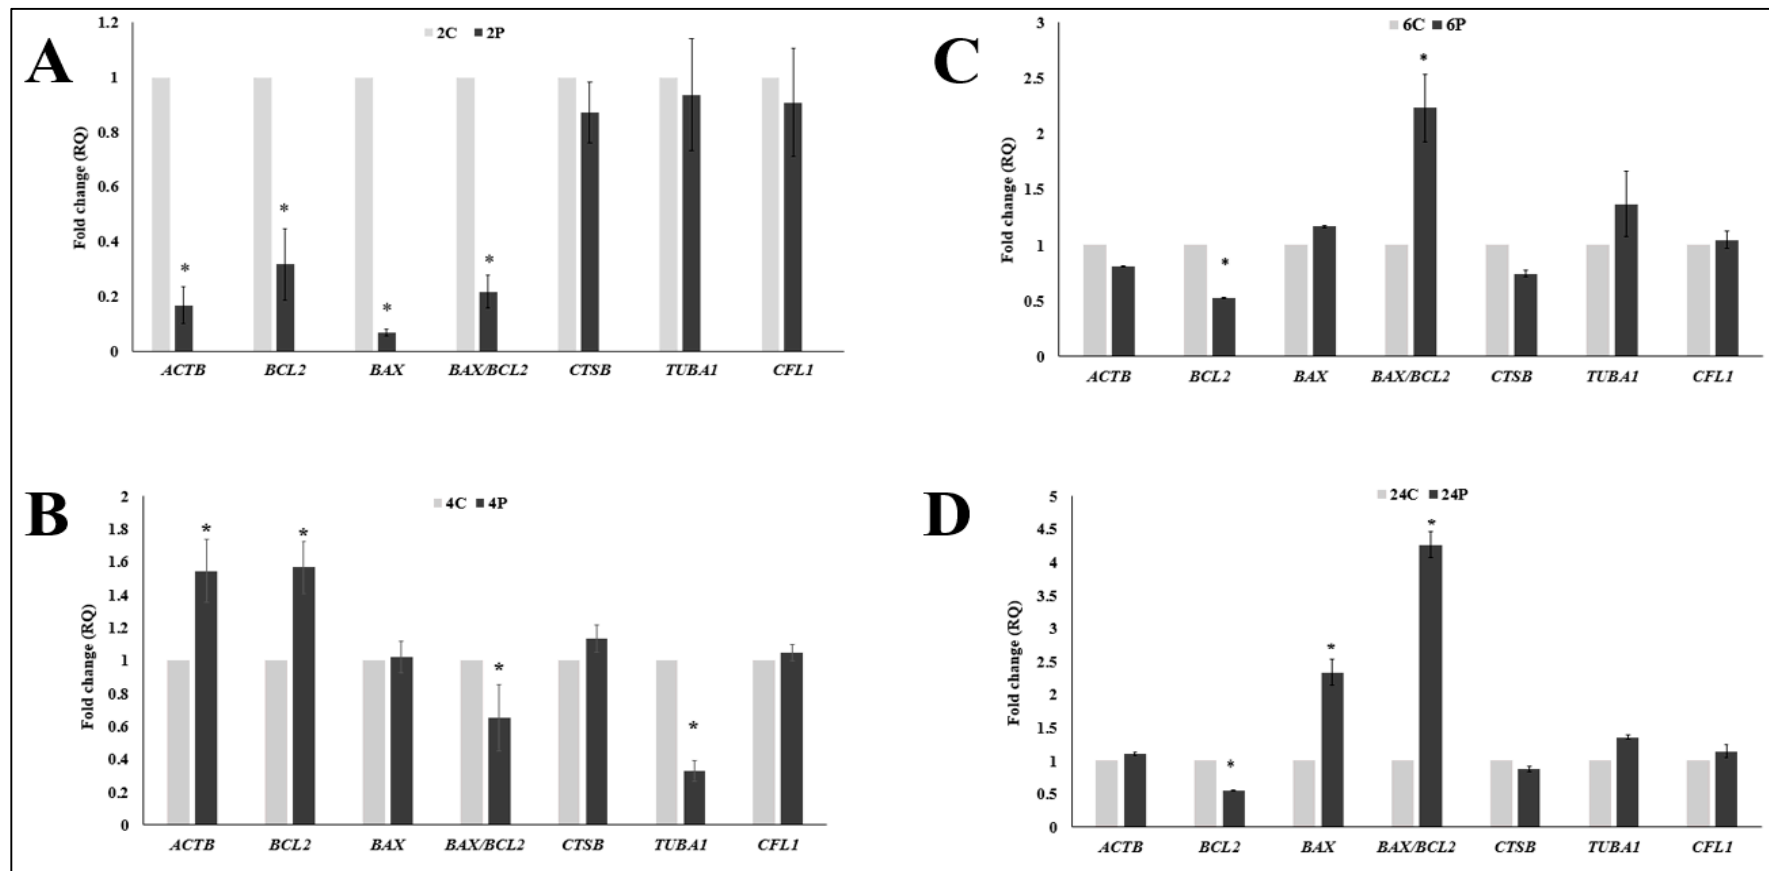 A
2C 2P
Fold change (RQ)
1.2
1
0.8
0.6
0.4
0.2
0
* * * *
ACTB BCL2 BAX BAX/BCL2 CTSB TUBA1 CFL1
B
4C 4P
Fold change (RQ)
2
1.8
1.6
1.4
1.2
1
0.8
0.6
0.4
0.2
0
* * * *
ACTB BCL2 BAX BAX/BCL2 CTSB TUBA1 CFL1
C
6C 6P
Fold change (RQ)
3
2.5
2
1.5
1
0.5
0
* *
ACTB BCL2 BAX BAX/BCL2 CTSB TUBA1 CFL1
D
24C 24P
Fold change (RQ)
5
4.5
4
3.5
3
2.5
2
1.5
1
0.5
0
* * *
ACTB BCL2 BAX BAX/BCL2 CTSB TUBA1 CFL1